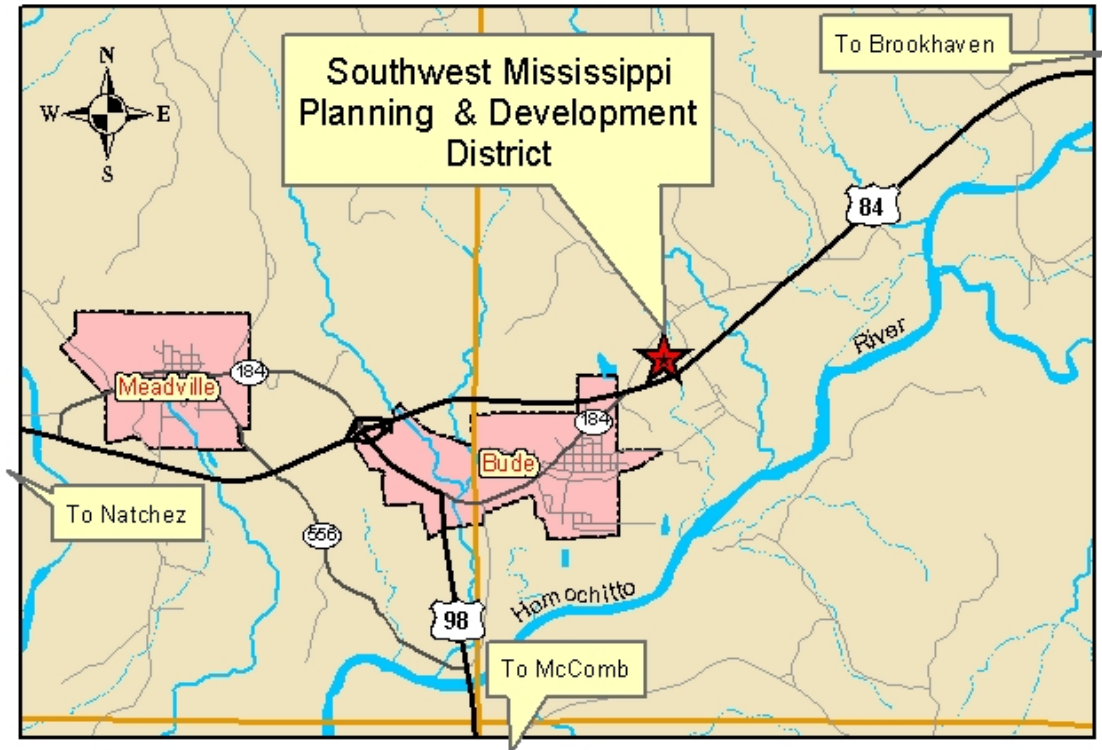 To Brookhaven
Southwest Mississippi
Planning & Development
District
N
W
E
S
84
River
184
Meadville
184
Bude
To Natchez
556
Homochitto
98
To McComb